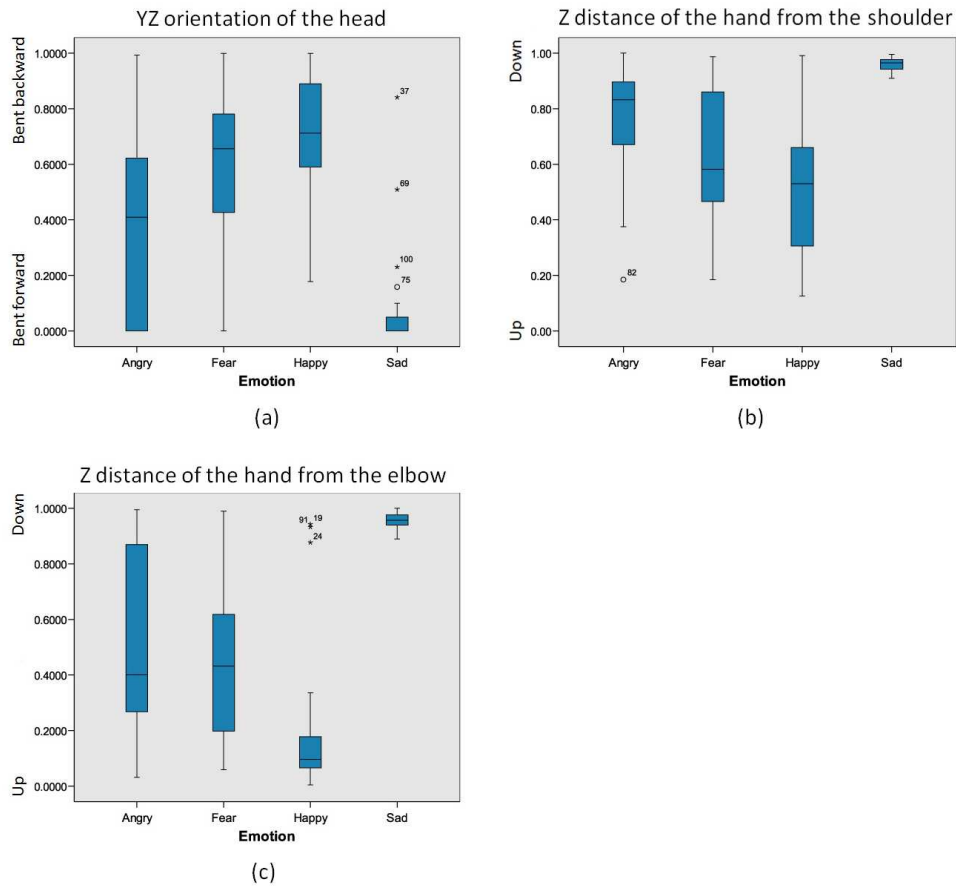 YZ orientation of the head
Bent backward
Bent forward
1.0000
0.8000
0.6000
0.4000
0.2000
0.0000
37
69
100
75
Angry Fear Happy Sad
Emotion
(a)
Z distance of the hand from the shoulder
Down
Up
1.00
0.80
0.60
0.40
0.20
0.00
82
Angry Fear Happy Sad
Emotion
(b)
Z distance of the hand from the elbow
Down
Up
1.0000
0.8000
0.6000
0.4000
0.2000
0.0000
91 19
24
Angry Fear Happy Sad
Emotion
(c)